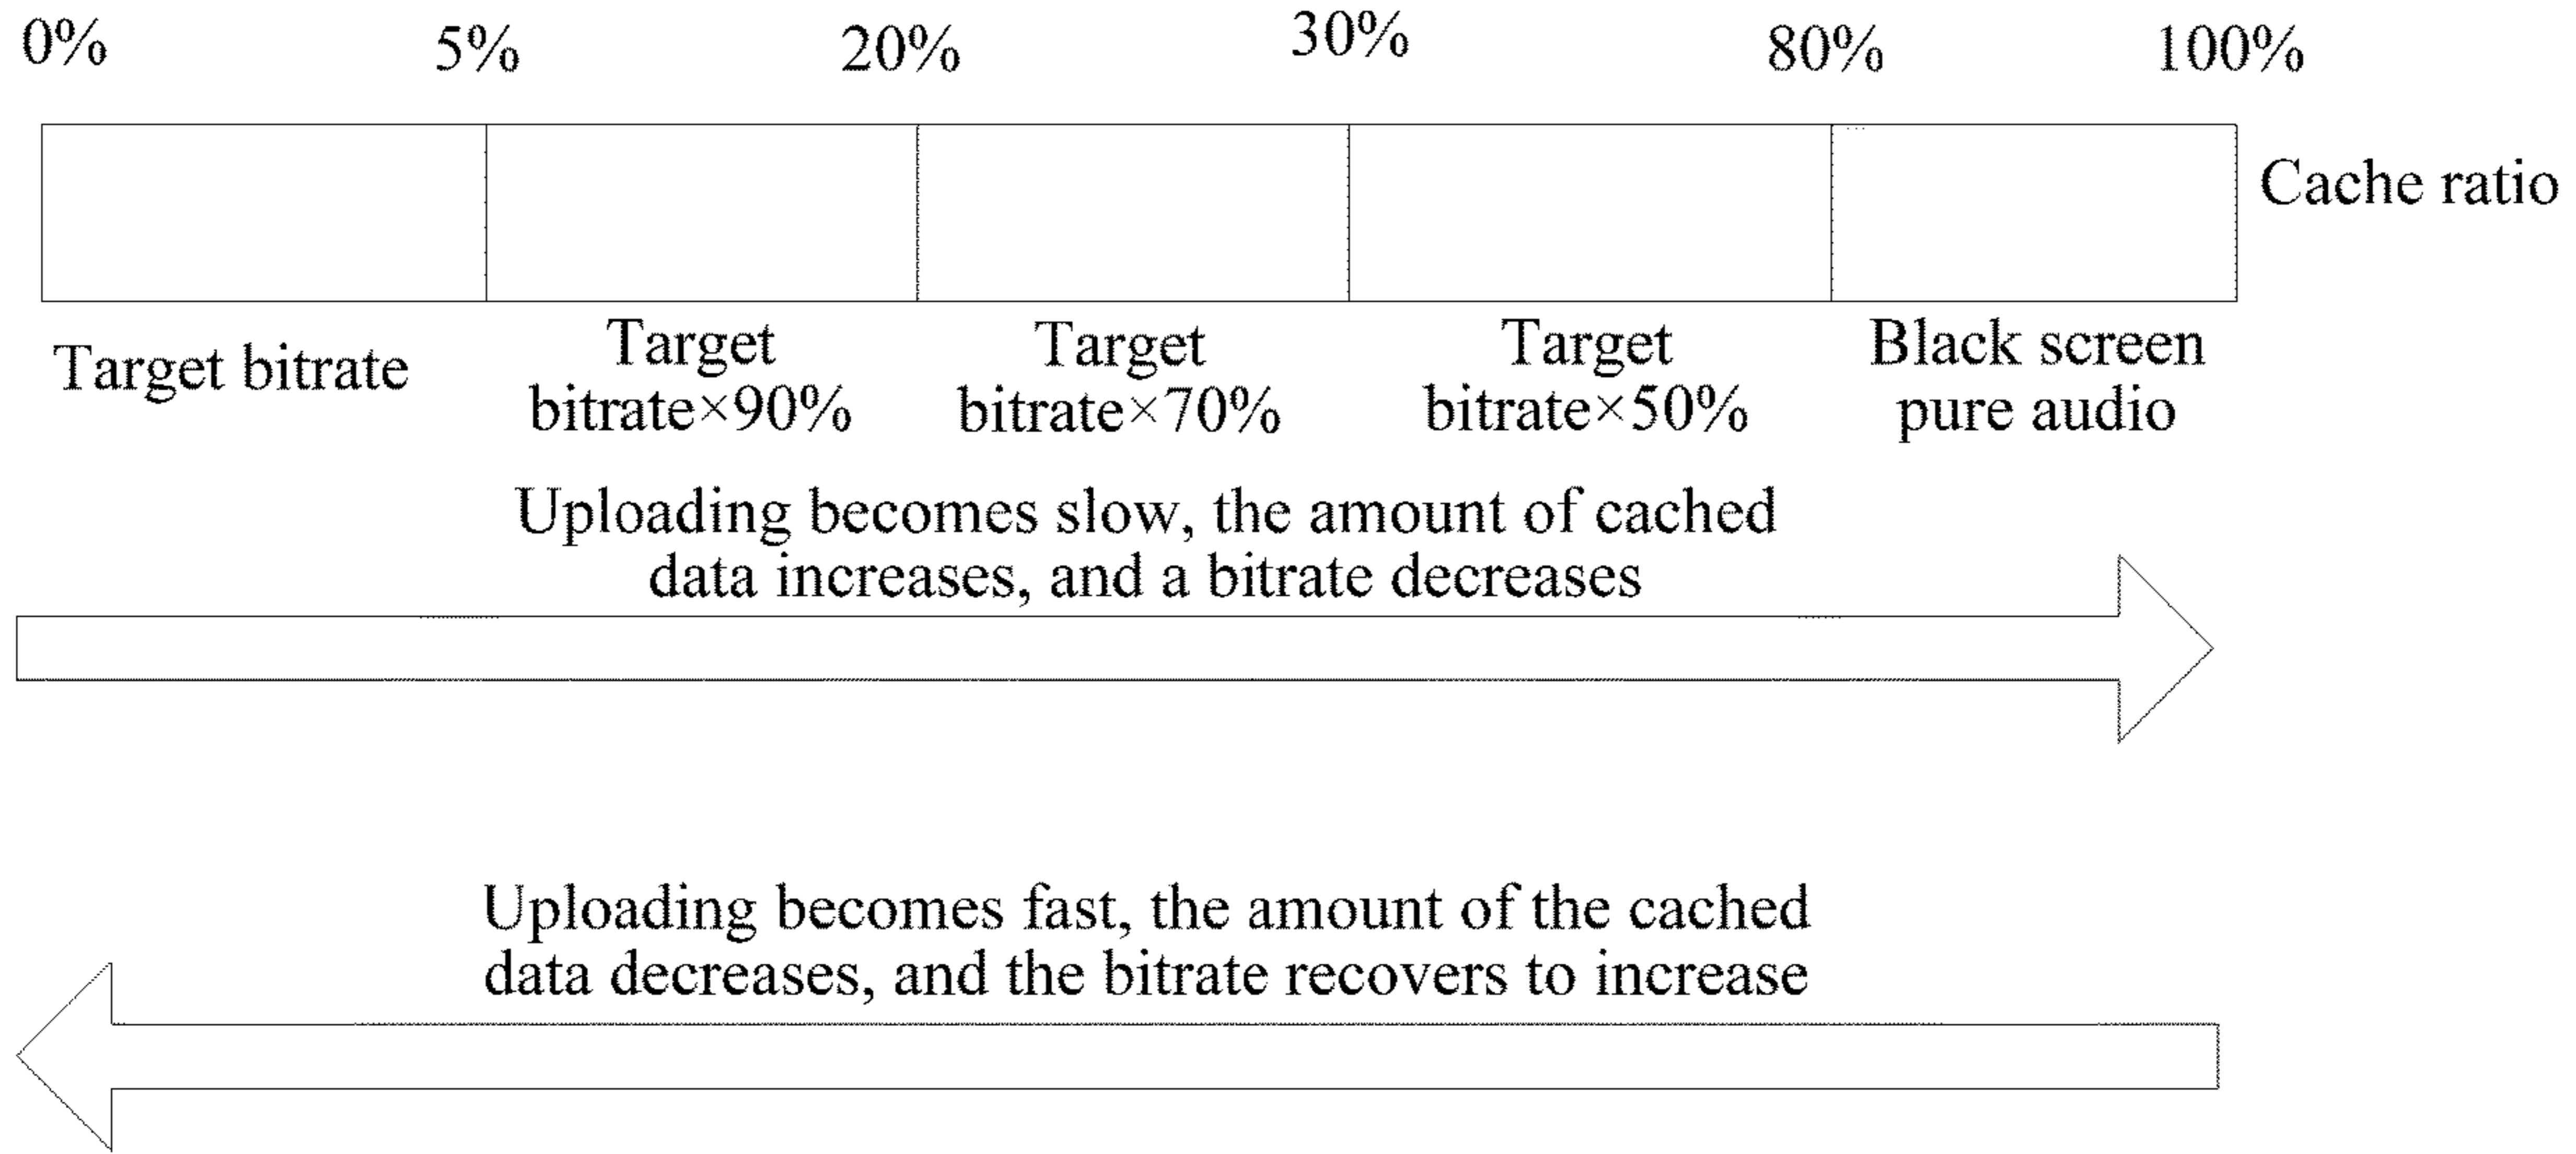 0% 5% 20% 30% 80% 100%
Cache ratio
Target bitrate
Target
bitrate×90%
Target
bitrate×70%
Target
bitrate×50%
Black screen
pure audio
Uploading becomes slow, the amount of cached
data increases, and a bitrate decreases
Uploading becomes fast, the amount of the cached
data decreases, and the bitrate recovers to increase